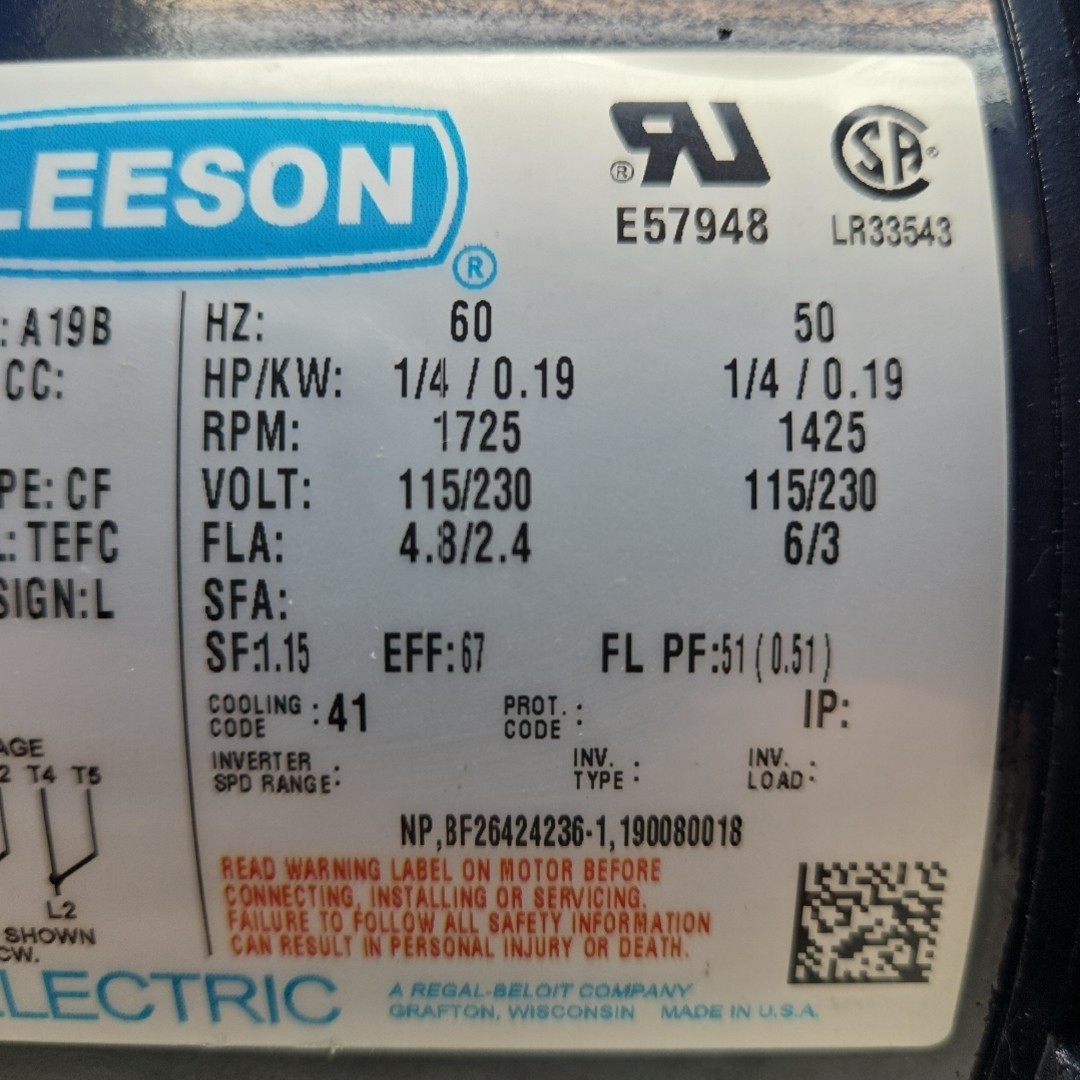 LEESON
®
®
E57948
LR33543
: A19B
CC:
PE: CF
: TEFC
SIGN: L
HZ: 60 50
HP/KW: 1/4 / 0.19 1/4 / 0.19
RPM: 1725 1425
VOLT: 115/230 115/230
FLA: 4.8/2.4 6/3
SFA:
SF:1.15 EFF:67 FL PF:51(0.51)
COOLING CODE : 41 PROT. CODE : IP:
INVERTER SPD RANGE: INV. TYPE : INV. LOAD:
AGE
2 T4 T5
L2
SHOWN
CW.
NP,BF26424236-1,190080018
READ WARNING LABEL ON MOTOR BEFORE
CONNECTING, INSTALLING OR SERVICING.
FAILURE TO FOLLOW ALL SAFETY INFORMATION
CAN RESULT IN PERSONAL INJURY OR DEATH.
LECTRIC
A REGAL-BELOIT COMPANY
GRAFTON, WISCONSIN MADE IN U.S.A.